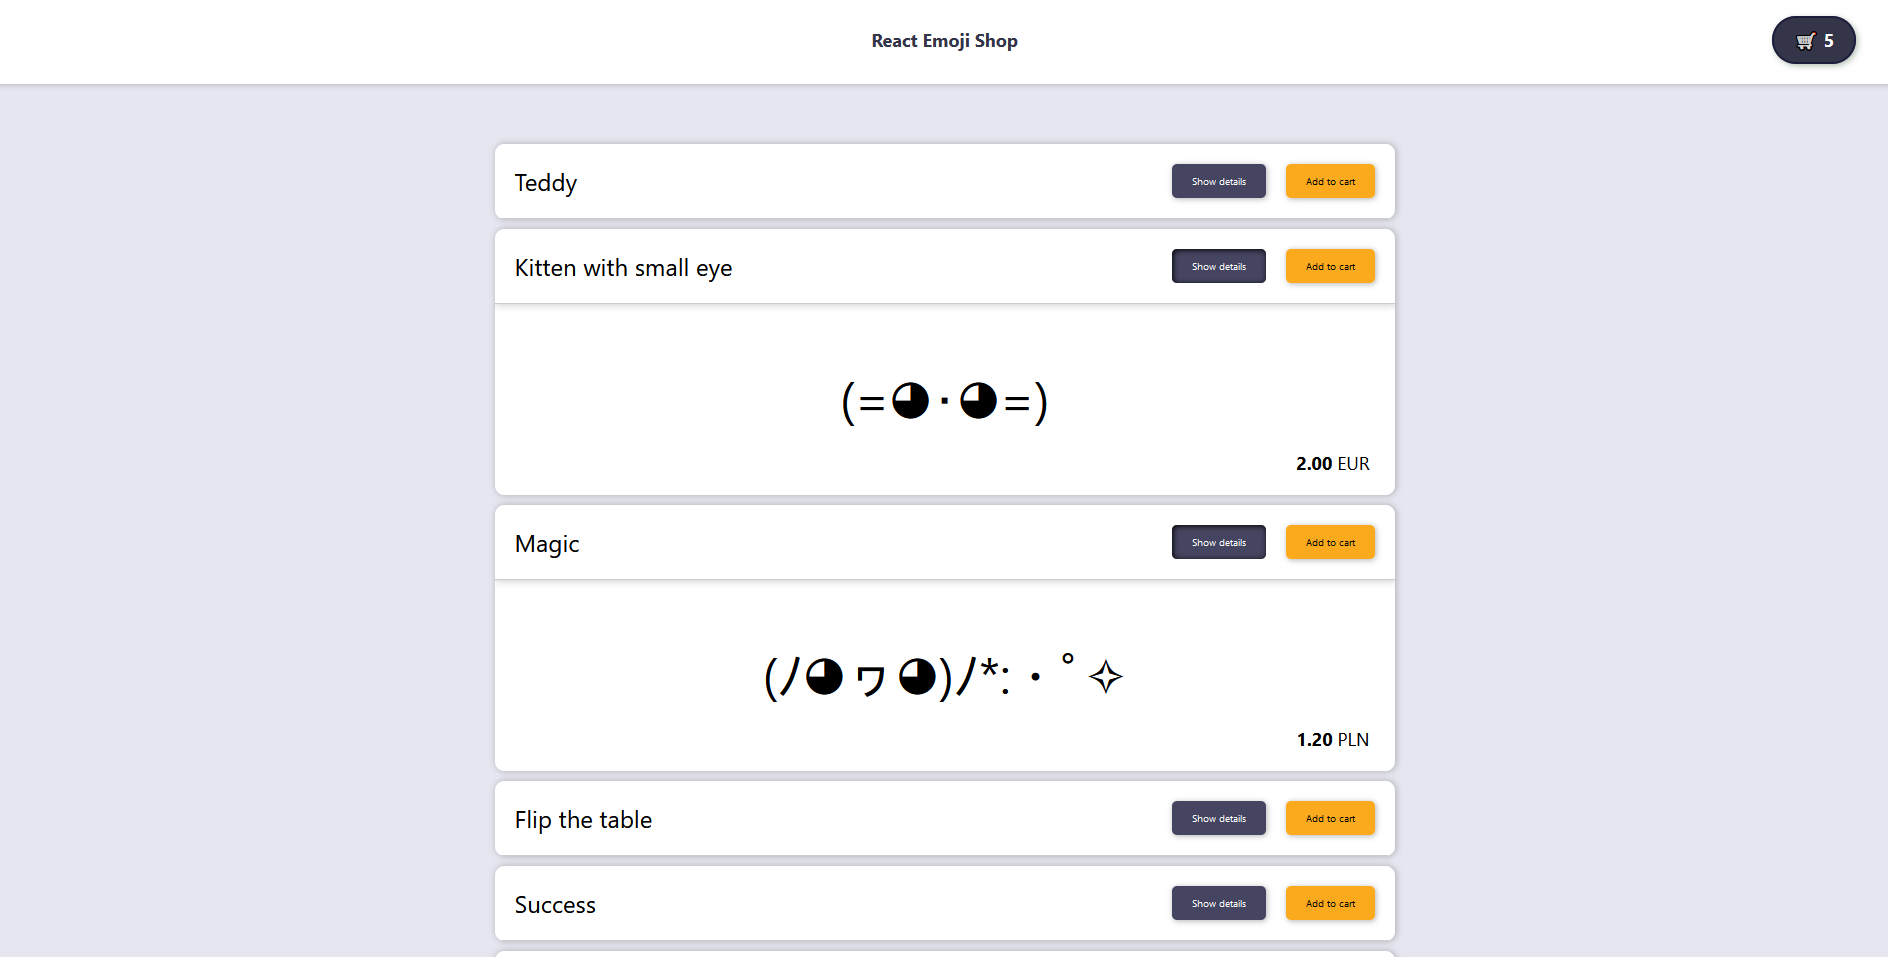 React Emoji Shop
🛒 5
Teddy
Show details
Add to cart
Kitten with small eye
Show details
Add to cart
(=◕·◕=)
2.00 EUR
Magic
Show details
Add to cart
(ﾉ◕ヮ◕)ﾉ*:・ﾟ✧
1.20 PLN
Flip the table
Show details
Add to cart
Success
Show details
Add to cart